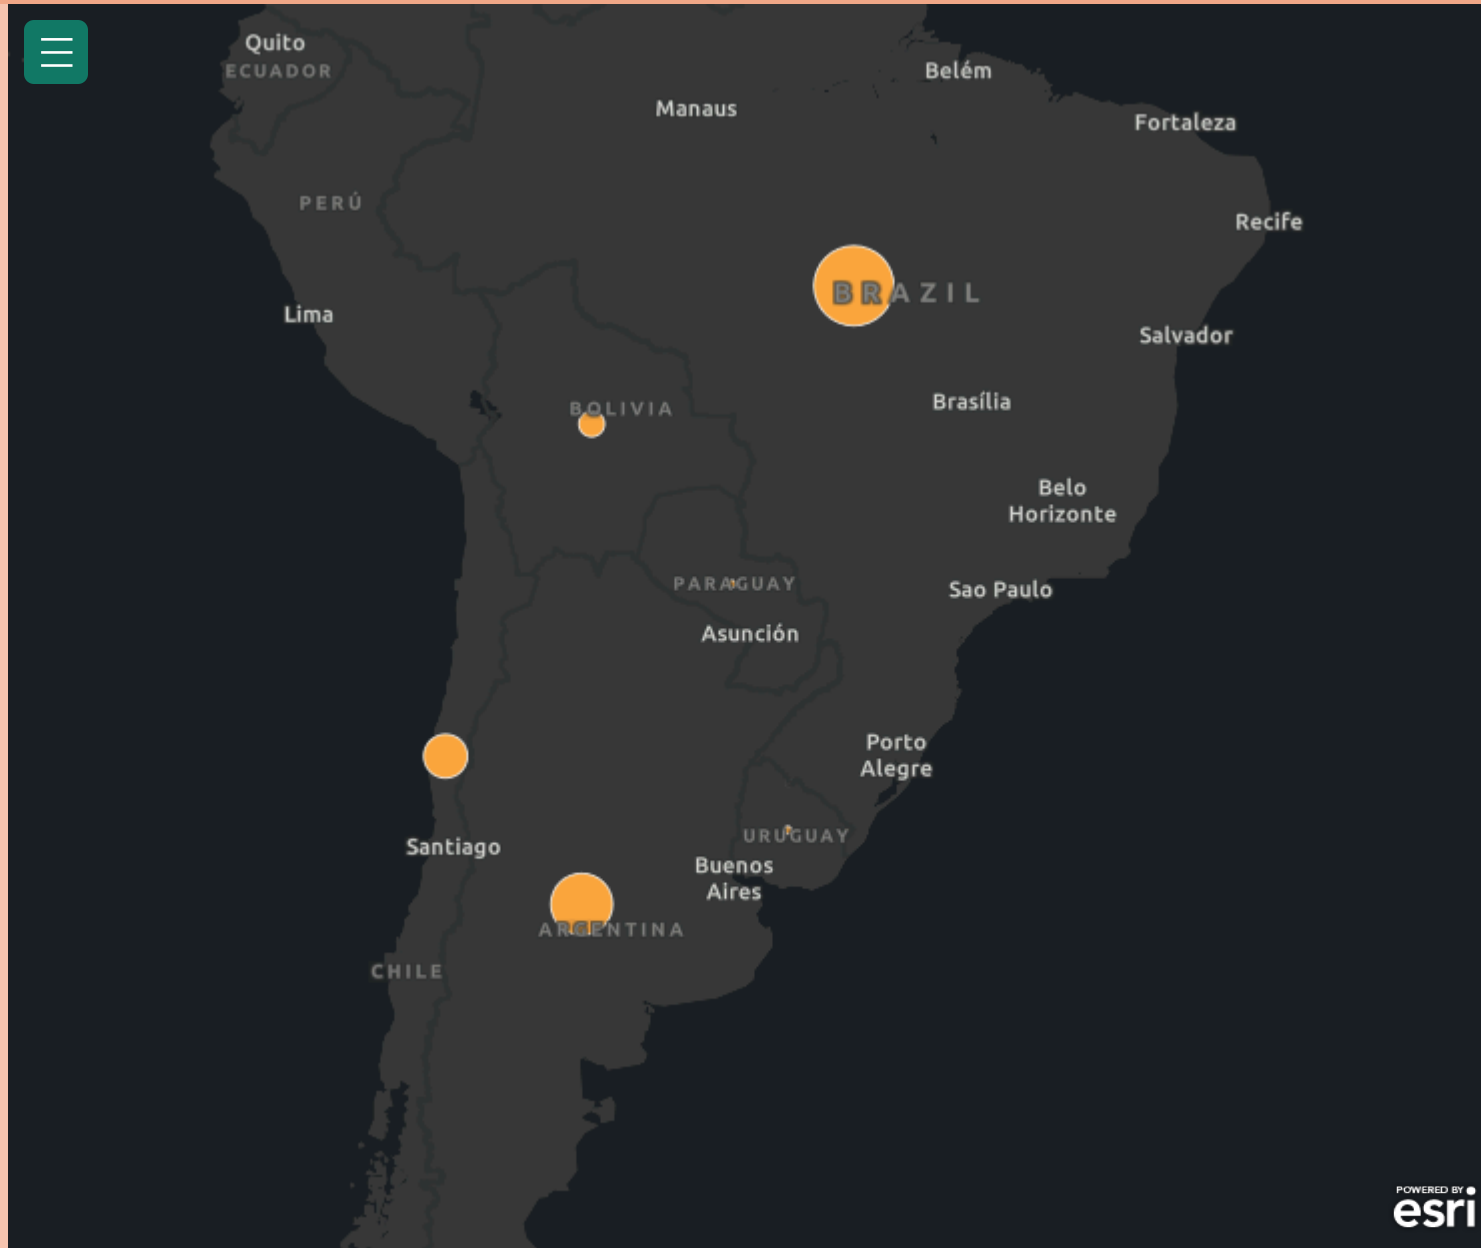 Quito
ECUADOR
Belém
Manaus
Fortaleza
PERÚ
Recife
BRAZIL
Lima
Salvador
Brasília
BOLIVIA
Belo
Horizonte
PARAGUAY
Sao Paulo
Asunción
Porto
Alegre
URUGUAY
Santiago
Buenos
Aires
ARGENTINA
CHILE
POWERED BY
esri